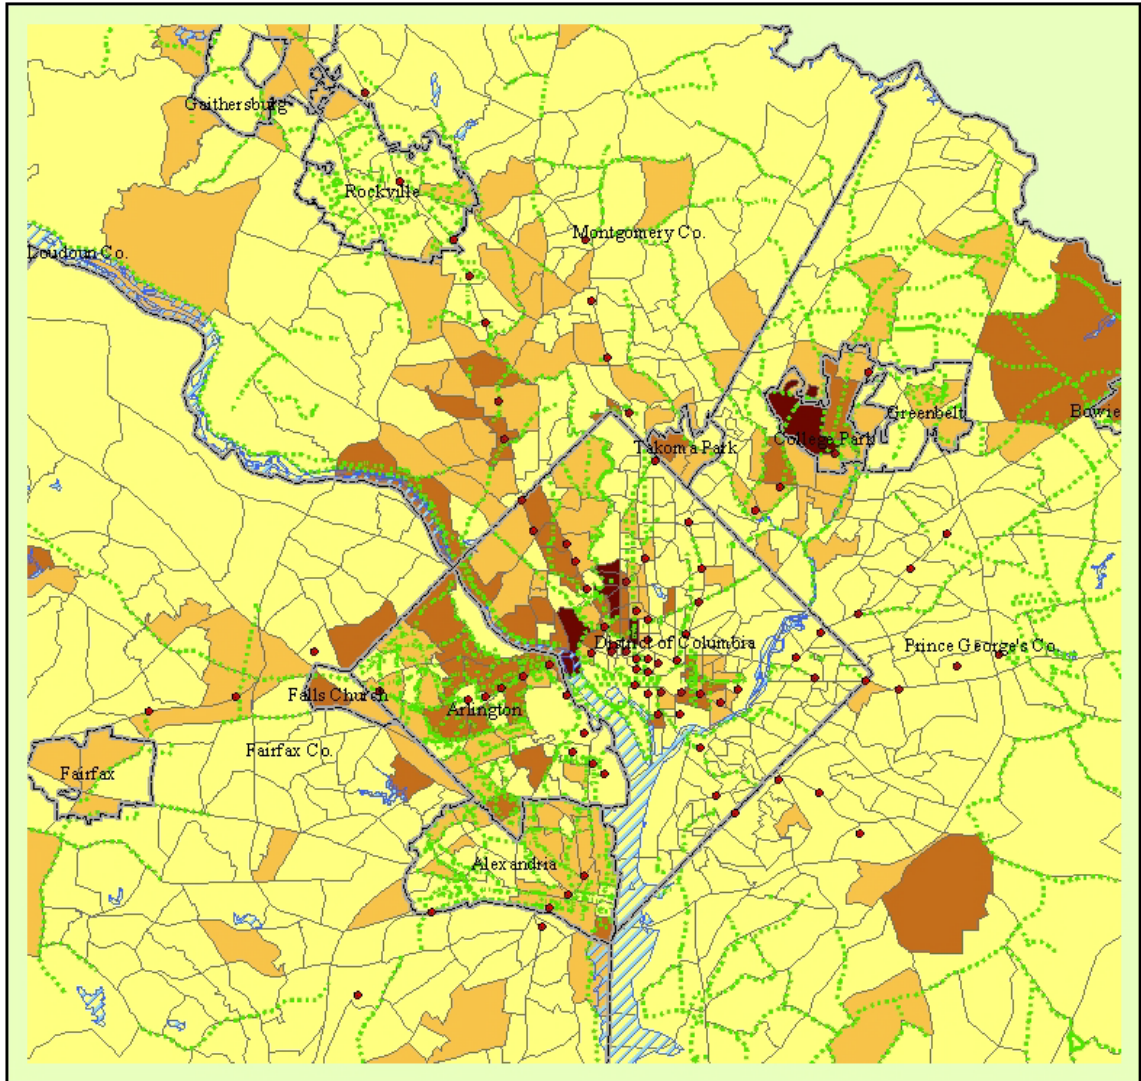 Gaithersburg
Rockville
Montgomery Co.
Loudoun Co.
Greenbelt
Bowie
College Park
Takoma Park
District of Columbia
Prince George's Co.
Falls Church
Arlington
Fairfax Co.
Fairfax
Alexandria